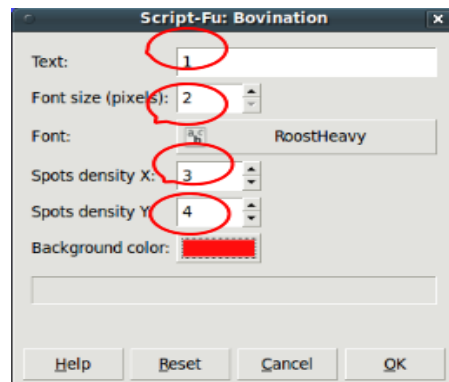 Script-Fu: Bovination
Text: 1
Font size (pixels): 2
Font: RoostHeavy
Spots density X: 3
Spots density Y: 4
Background color:
Help Reset Cancel OK